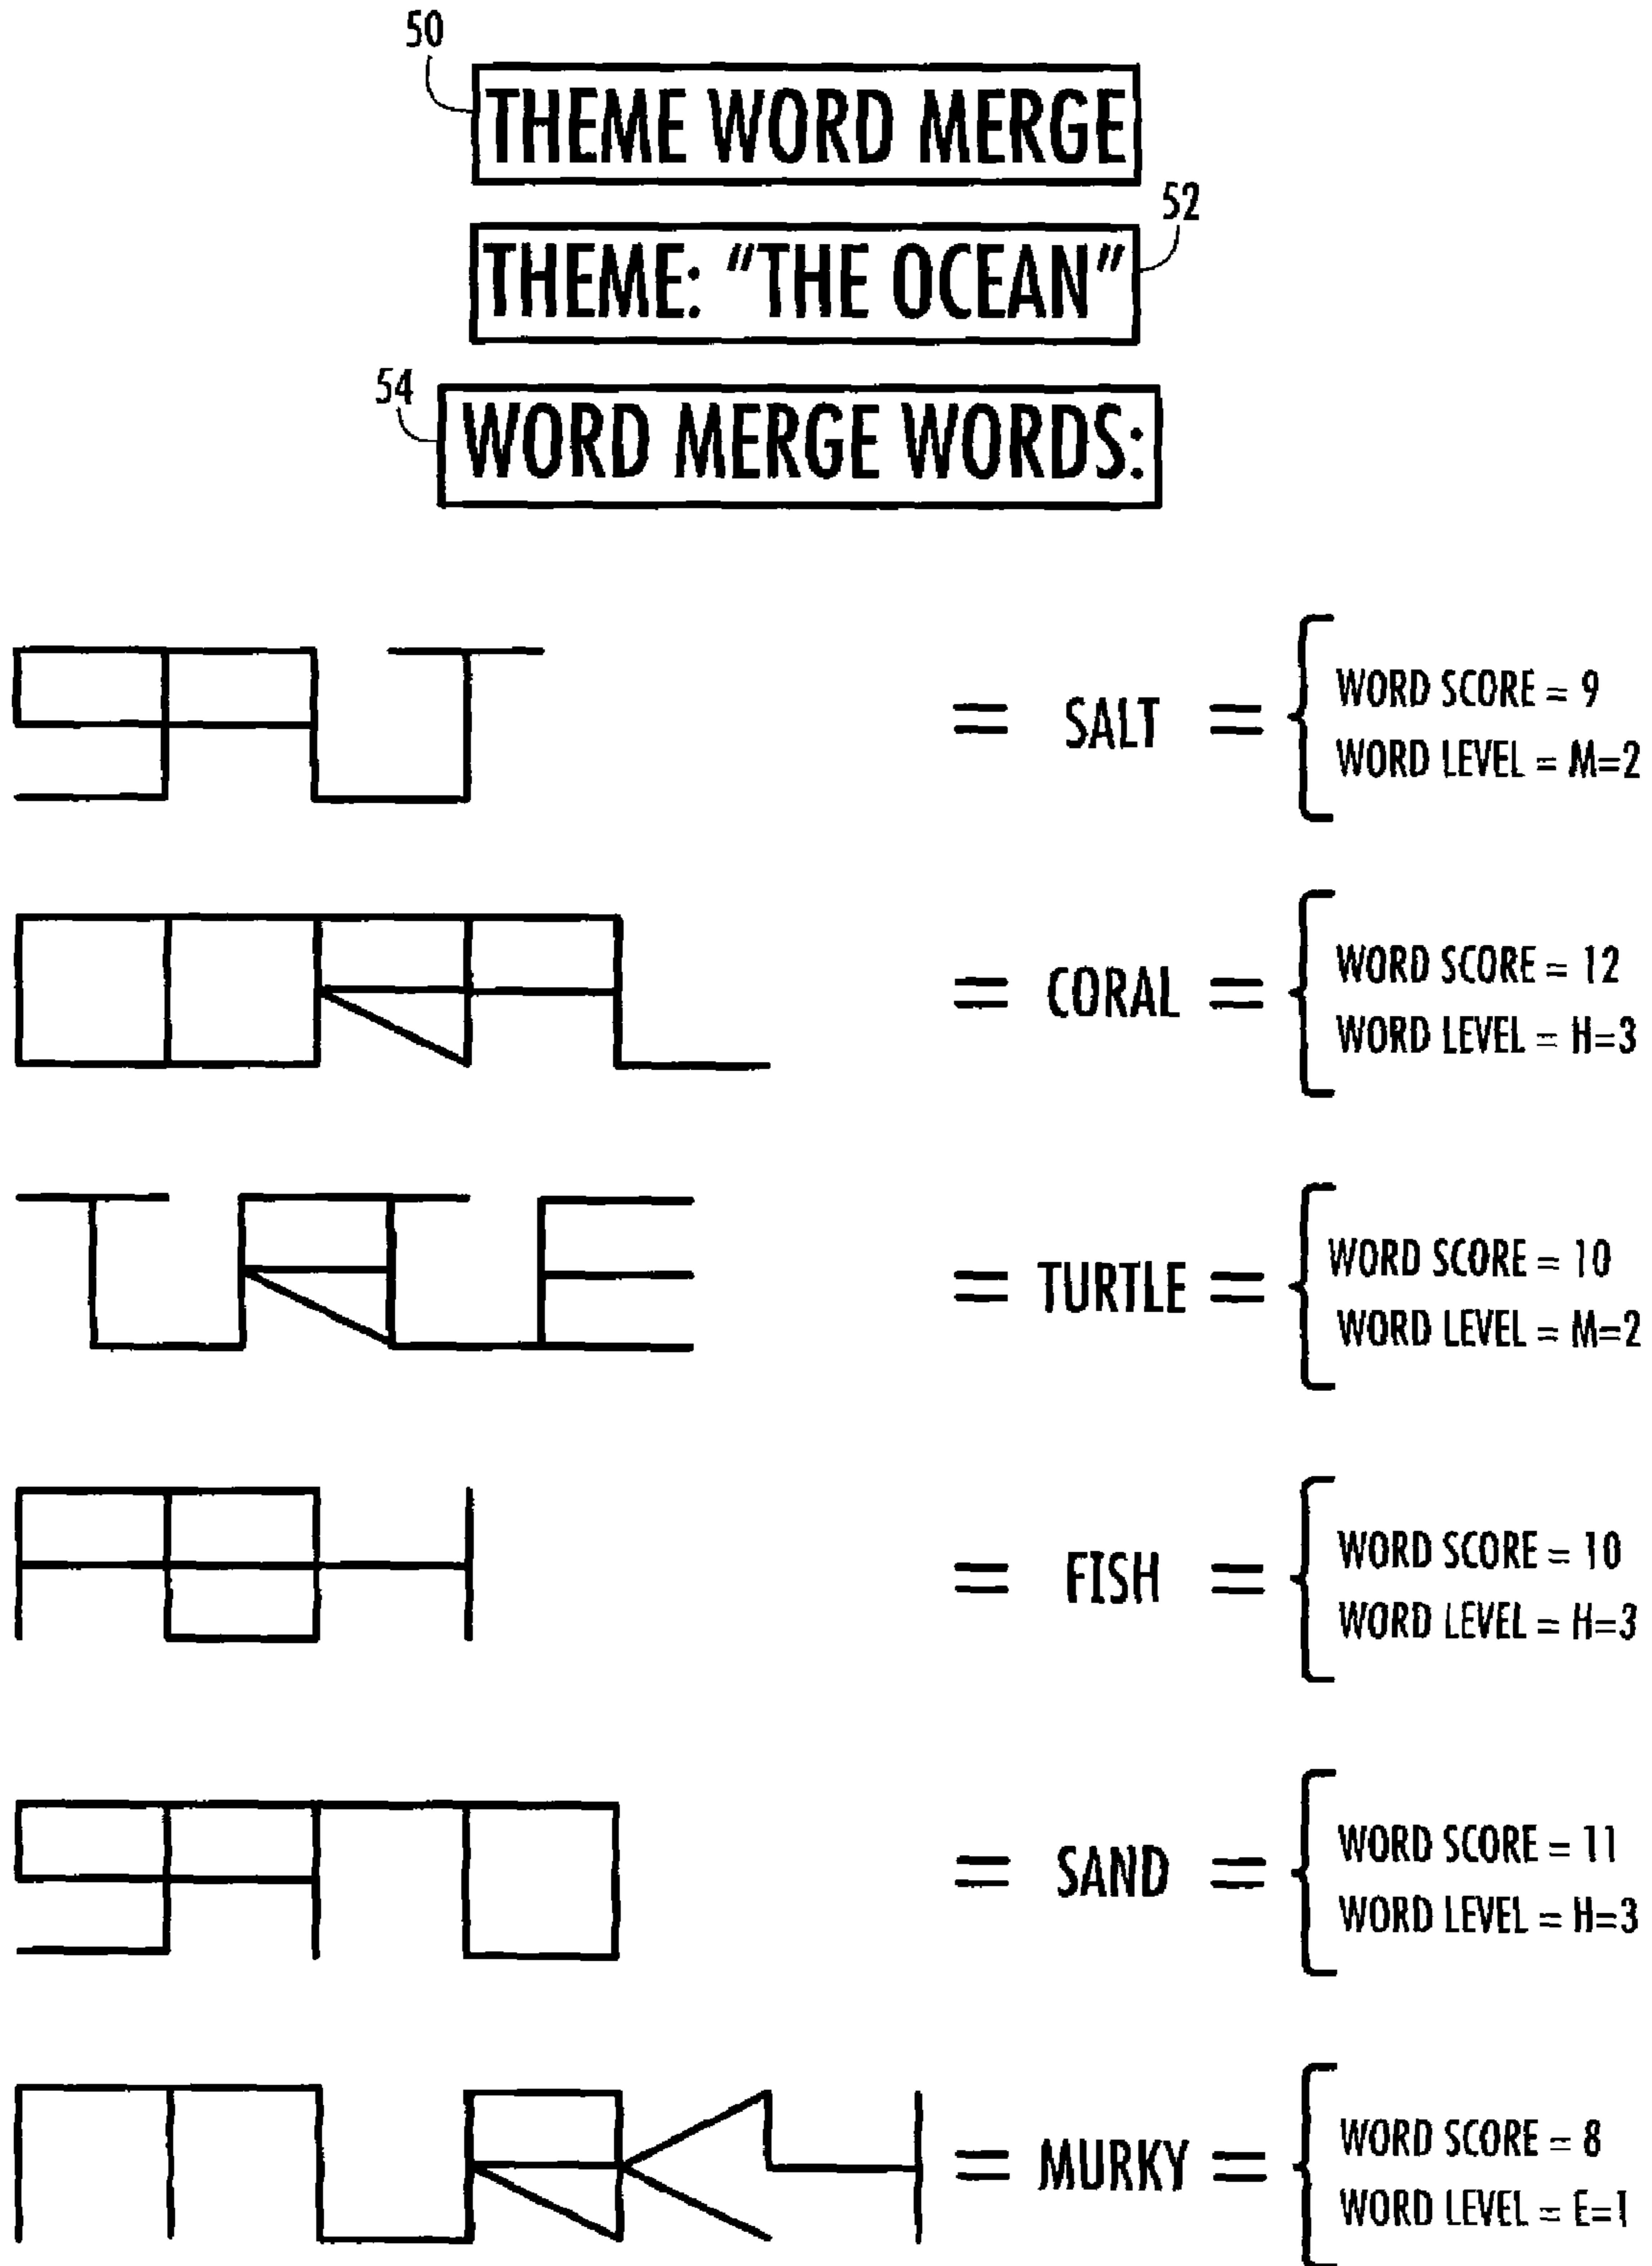 50
THEME WORD MERGE
52
THEME: "THE OCEAN"
54
WORD MERGE WORDS:
= SALT = { WORD SCORE = 9
WORD LEVEL = M=2
= CORAL = { WORD SCORE = 12
WORD LEVEL = H=3
= TURTLE = { WORD SCORE = 10
WORD LEVEL = M=2
= FISH = { WORD SCORE = 10
WORD LEVEL = H=3
= SAND = { WORD SCORE = 11
WORD LEVEL = H=3
= MURKY = { WORD SCORE = 8
WORD LEVEL = E=1